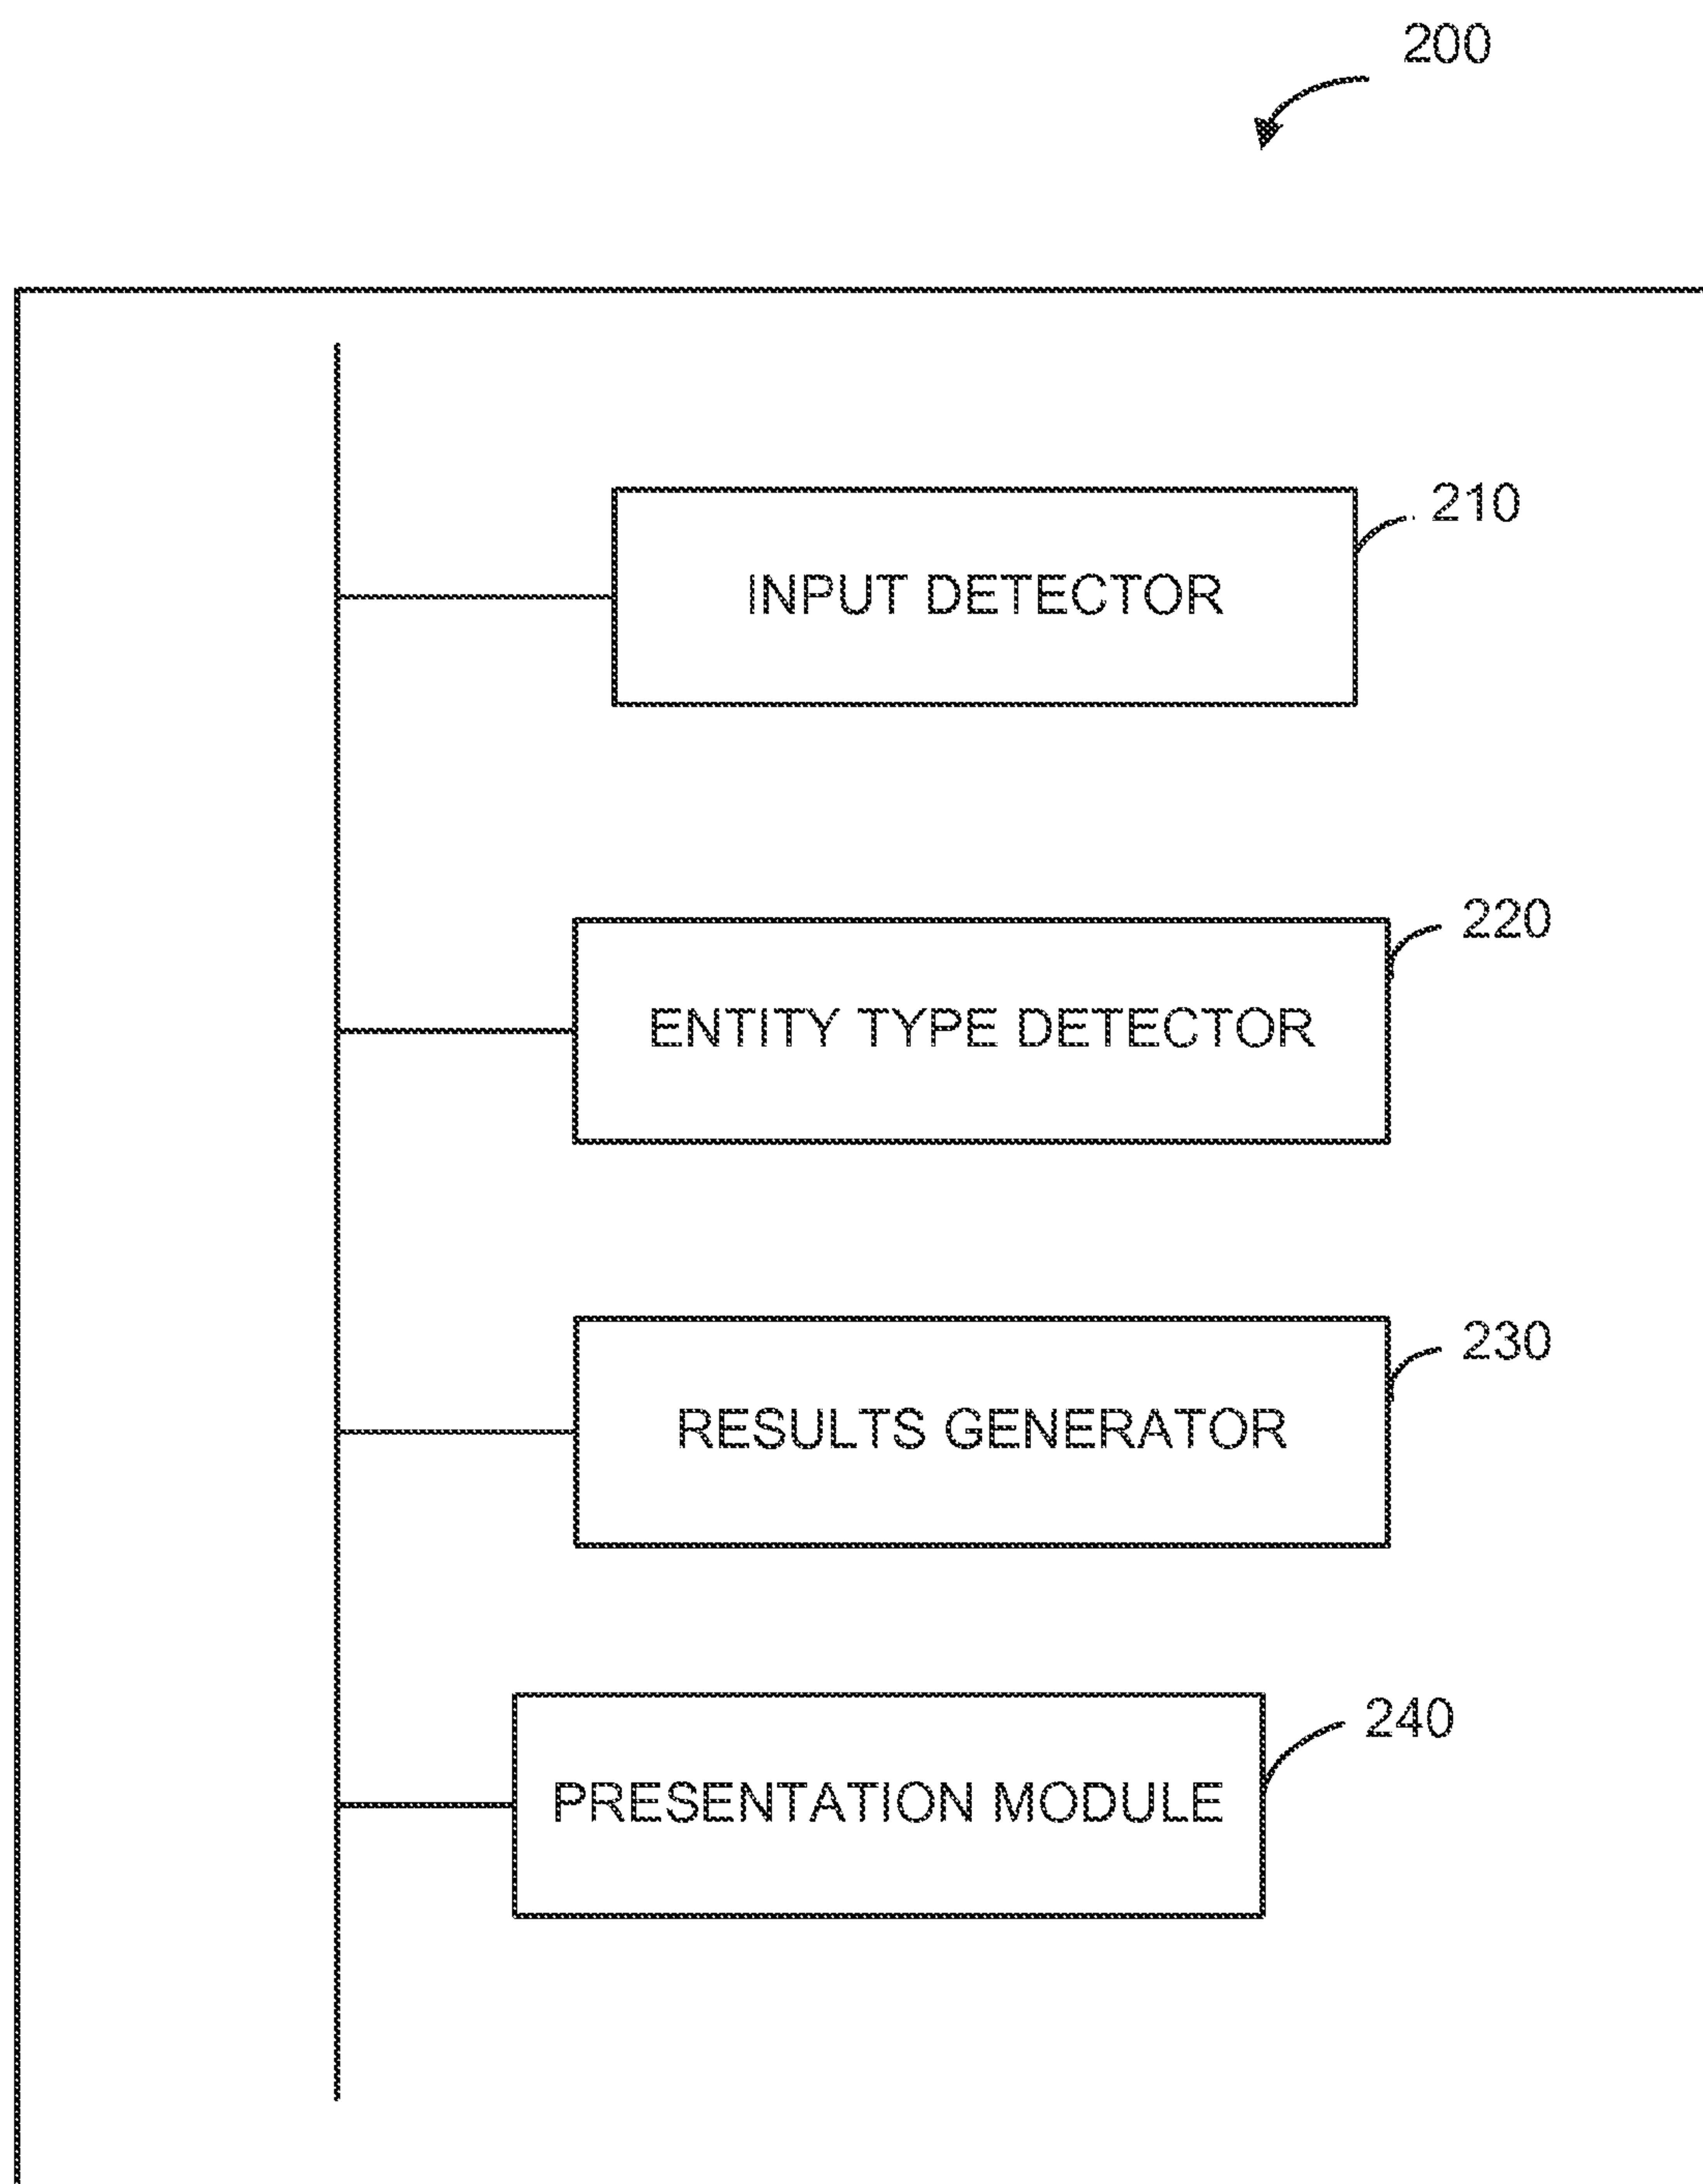 200
210
INPUT DETECTOR
220
ENTITY TYPE DETECTOR
230
RESULTS GENERATOR
240
PRESENTATION MODULE